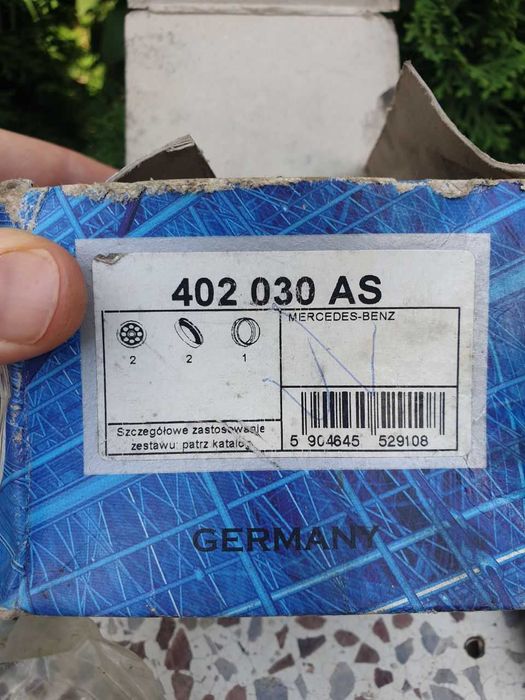 402 030 AS
MERCEDES-BENZ
2 2 1
Szczegółowe zastosowanie
zestawu: patrz katalog
5 904645 529108
GERMANY